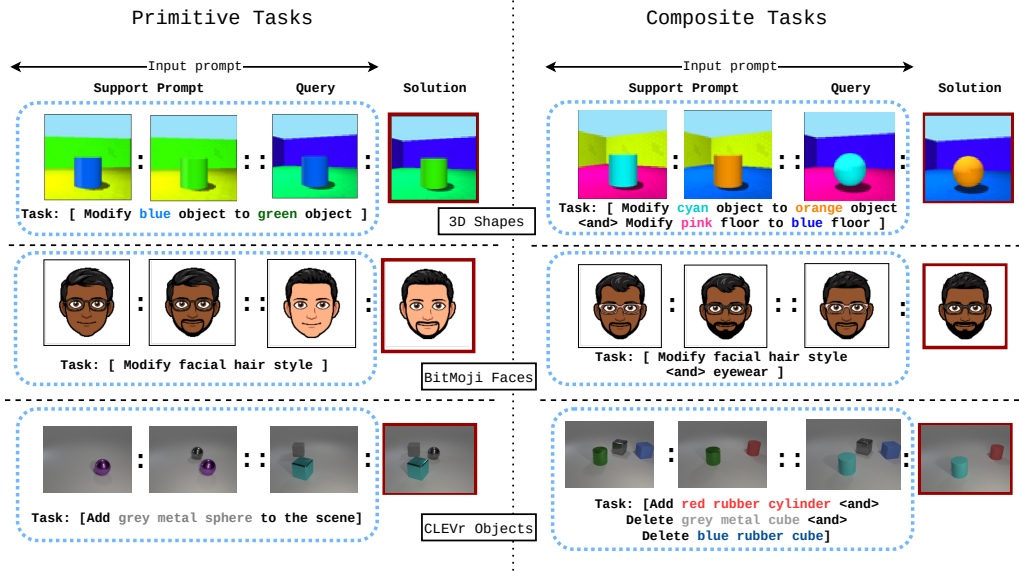 Primitive Tasks
Composite Tasks
Input prompt
Input prompt
Support Prompt
Query
Solution
Support Prompt
Query
Solution
: :: :
: :: :
Task: [ Modify blue object to green object ]
Task: [ Modify cyan object to orange object
<and> Modify pink floor to blue floor ]
3D Shapes
: :: :
: :: :
Task: [ Modify facial hair style ]
Task: [ Modify facial hair style
<and> eyewear ]
BitMoji Faces
: :: :
: :: :
Task: [Add grey metal sphere to the scene]
Task: [Add red rubber cylinder <and>
Delete grey metal cube <and>
Delete blue rubber cube]
CLEVr Objects